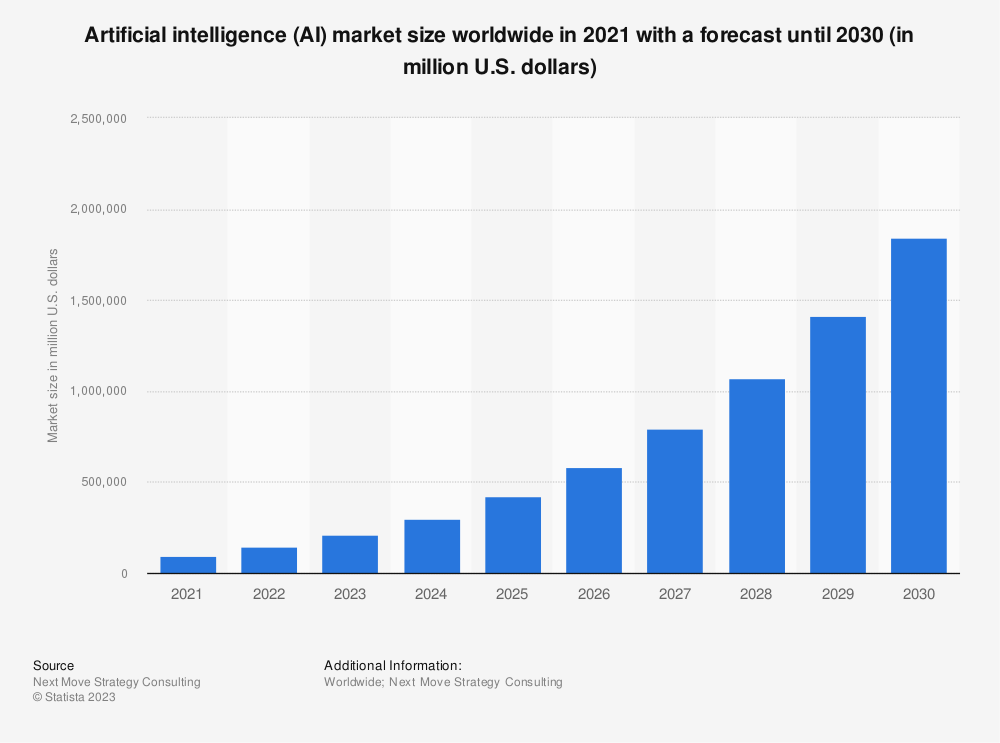 Artificial intelligence (AI) market size worldwide in 2021 with a forecast until 2030 (in
million U.S. dollars)
Market size in million U.S. dollars
2,500,000
2,000,000
1,500,000
1,000,000
500,000
0
2021 2022 2023 2024 2025 2026 2027 2028 2029 2030
Source
Next Move Strategy Consulting
© Statista 2023
Additional Information:
Worldwide; Next Move Strategy Consulting